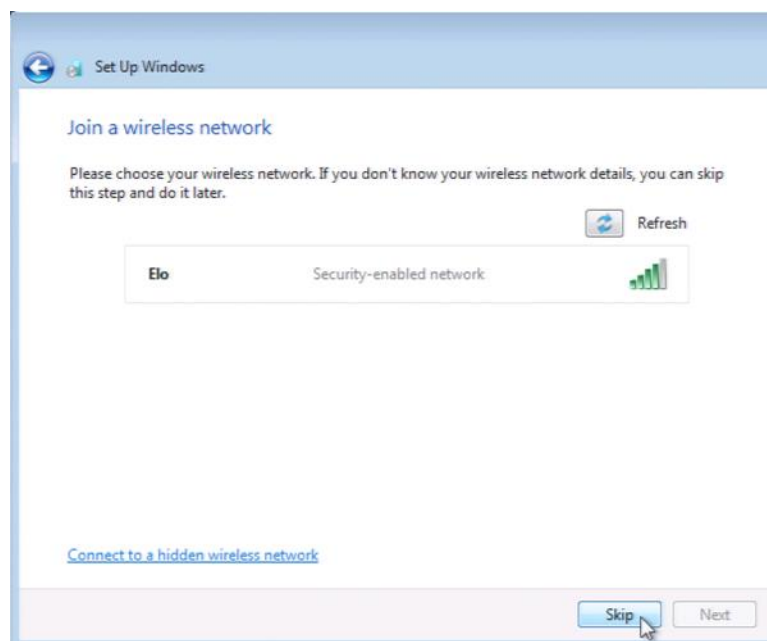 Set Up Windows
Join a wireless network
Please choose your wireless network. If you don't know your wireless network details, you can skip
this step and do it later.
Refresh
Elo Security-enabled network
Connect to a hidden wireless network
Skip Next